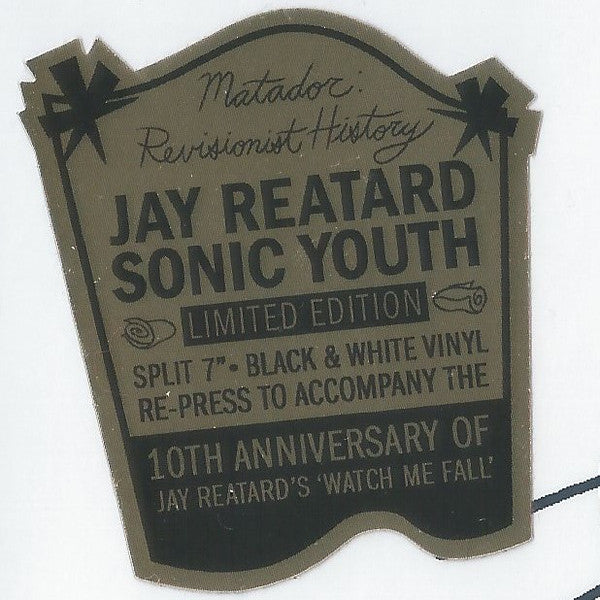 Matador:
Revisionist History
JAY REATARD
SONIC YOUTH
LIMITED EDITION
SPLIT 7" • BLACK & WHITE VINYL
RE-PRESS TO ACCOMPANY THE
10TH ANNIVERSARY OF
JAY REATARD'S 'WATCH ME FALL'